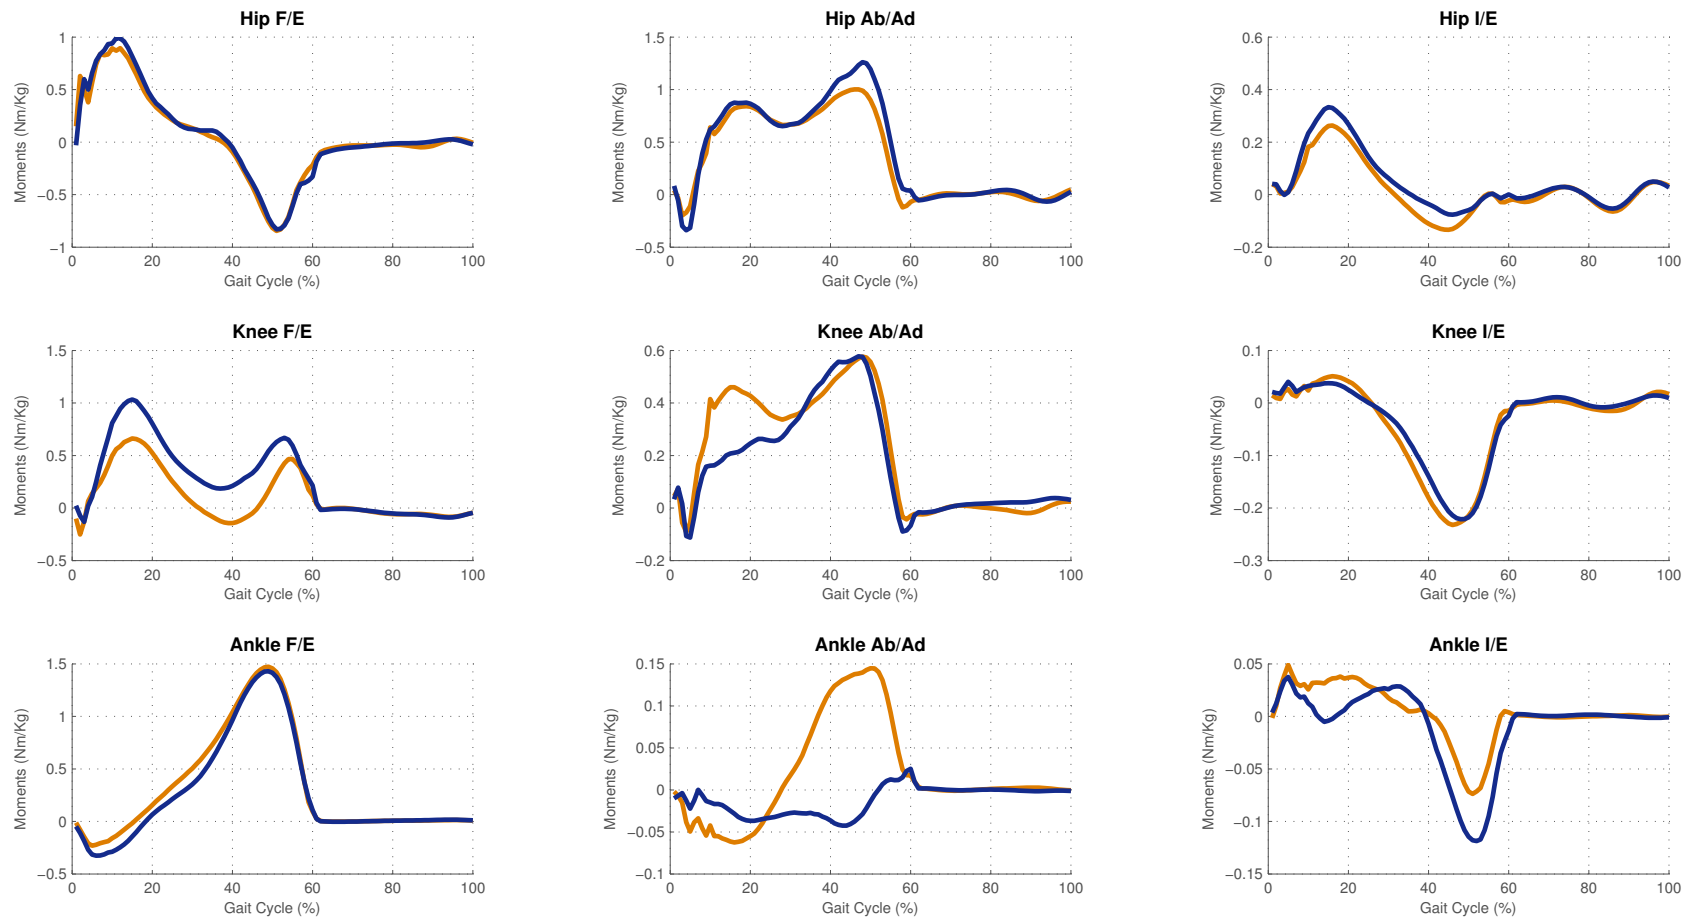 Hip F/E
Hip Ab/Ad
Hip I/E
Moments (Nm/Kg)
1
0.5
0
−0.5
−1
0 20 40 60 80 100
Gait Cycle (%)
Moments (Nm/Kg)
1.5
1
0.5
0
−0.5
0 20 40 60 80 100
Gait Cycle (%)
Moments (Nm/Kg)
0.6
0.4
0.2
0
−0.2
0 20 40 60 80 100
Gait Cycle (%)
Knee F/E
Knee Ab/Ad
Knee I/E
Moments (Nm/Kg)
1.5
1
0.5
0
−0.5
0 20 40 60 80 100
Gait Cycle (%)
Moments (Nm/Kg)
0.6
0.4
0.2
0
−0.2
0 20 40 60 80 100
Gait Cycle (%)
Moments (Nm/Kg)
0.1
0
−0.1
−0.2
−0.3
0 20 40 60 80 100
Gait Cycle (%)
Ankle F/E
Ankle Ab/Ad
Ankle I/E
Moments (Nm/Kg)
1.5
1
0.5
0
−0.5
0 20 40 60 80 100
Gait Cycle (%)
Moments (Nm/Kg)
0.15
0.1
0.05
0
−0.05
−0.1
0 20 40 60 80 100
Gait Cycle (%)
Moments (Nm/Kg)
0.05
0
−0.05
−0.1
−0.15
0 20 40 60 80 100
Gait Cycle (%)